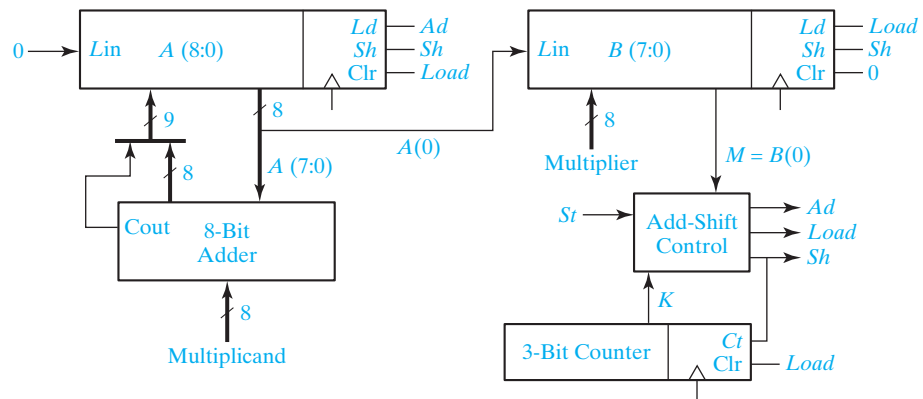 0
Lin
A (8:0)
Ld
Sh
Clr
Ad
Sh
Load
Lin
B (7:0)
Ld
Sh
Clr
Load
Sh
0
9
8
8
A (7:0)
A(0)
8
Multiplier
M = B(0)
Cout
8-Bit
Adder
8
Multiplicand
St
Add-Shift
Control
Ad
Load
Sh
K
3-Bit Counter
Ct
Clr
Load